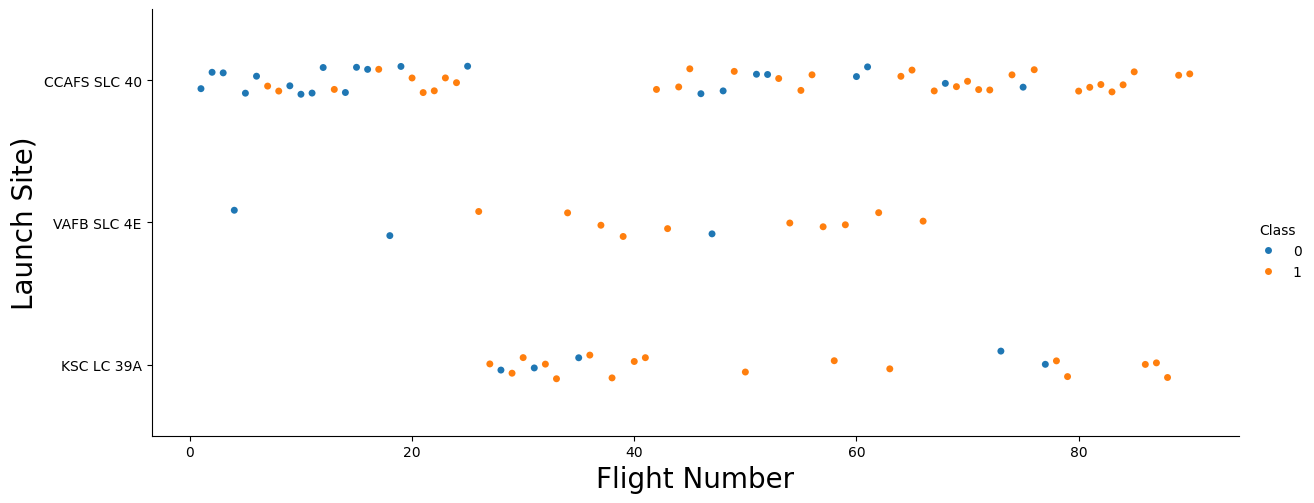 Launch Site)
CCAFS SLC 40
VAFB SLC 4E
KSC LC 39A
0
20
40
60
80
Flight Number
Class
0
1